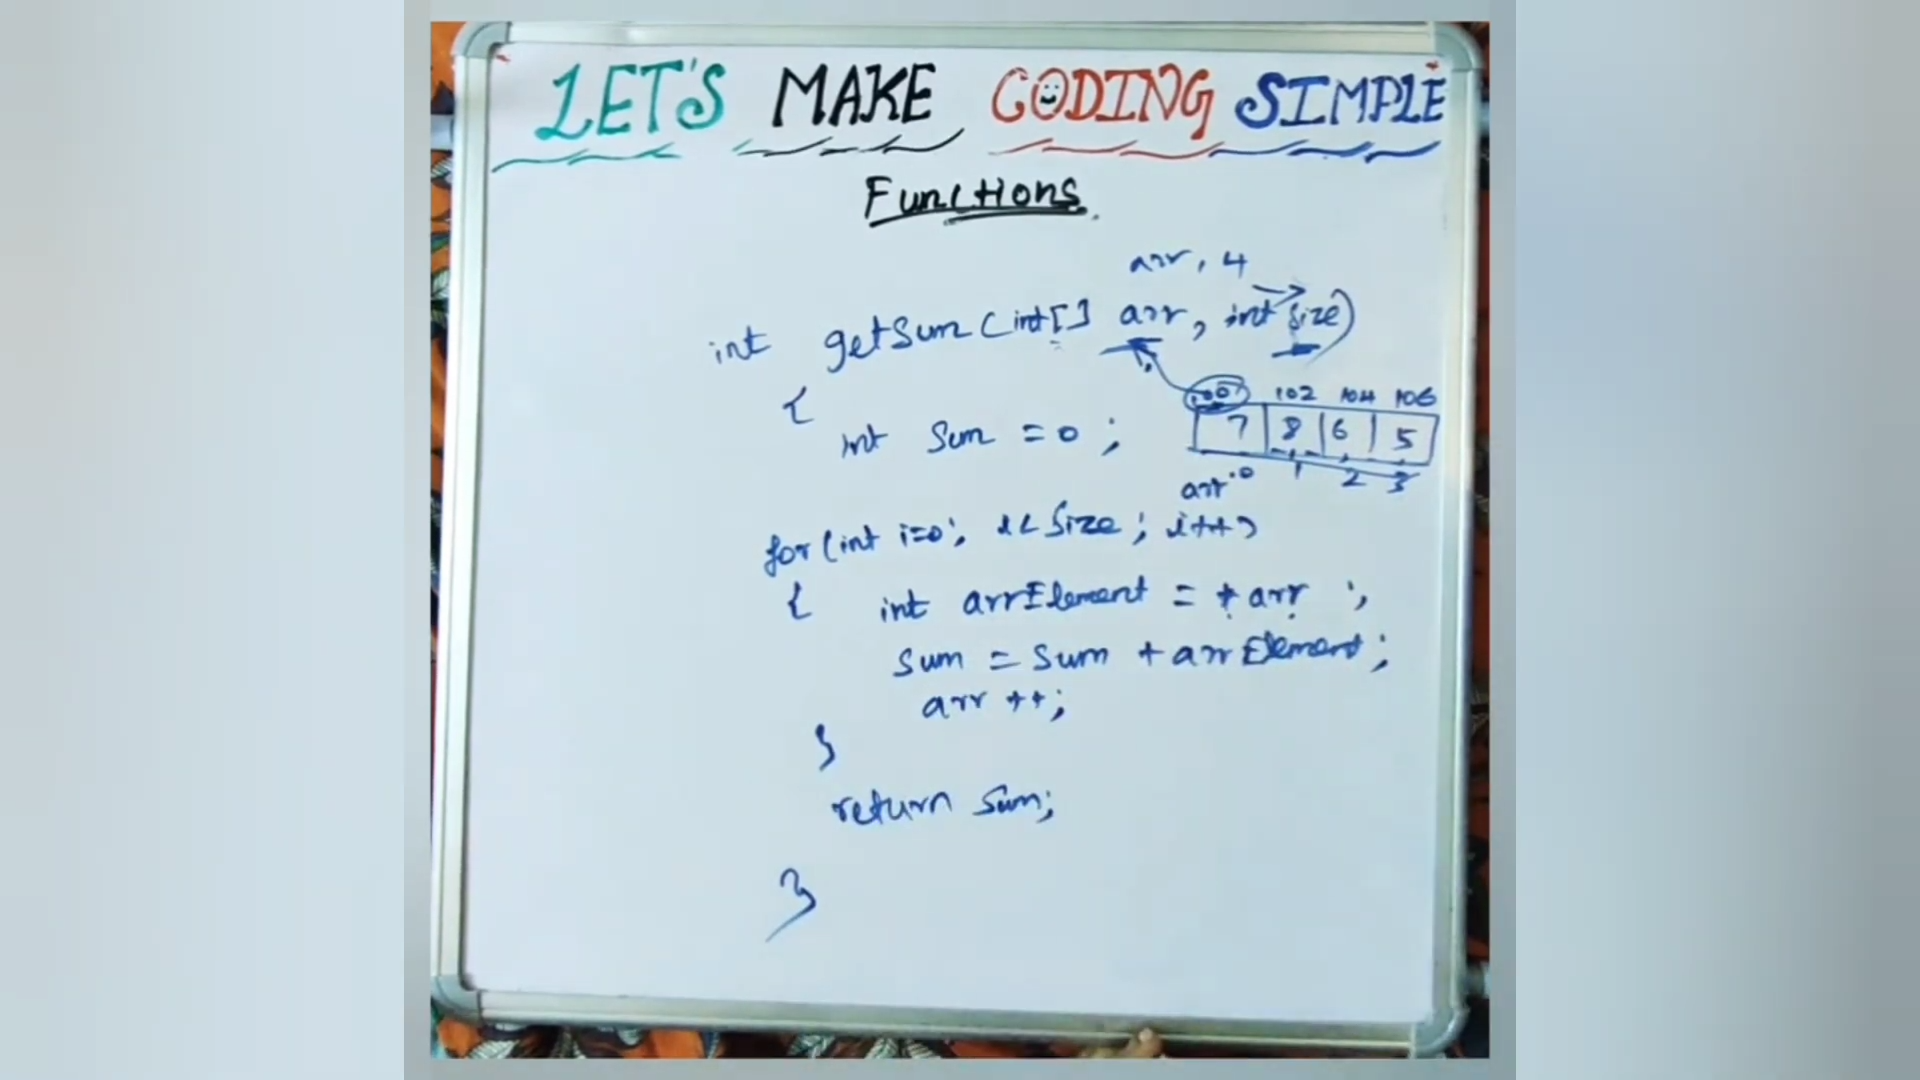 LET'S MAKE CODING SIMPLE
Functions
arr, 4
int getSum(int[] arr, int size)
{
100 102 104 106
int sum = 0;
7 8 6 5
arr 0 1 2 3
for(int i=0; i<size; i++)
{ int arrElement = *arr ;
sum = sum + arrElement;
arr ++;
}
return sum;
}